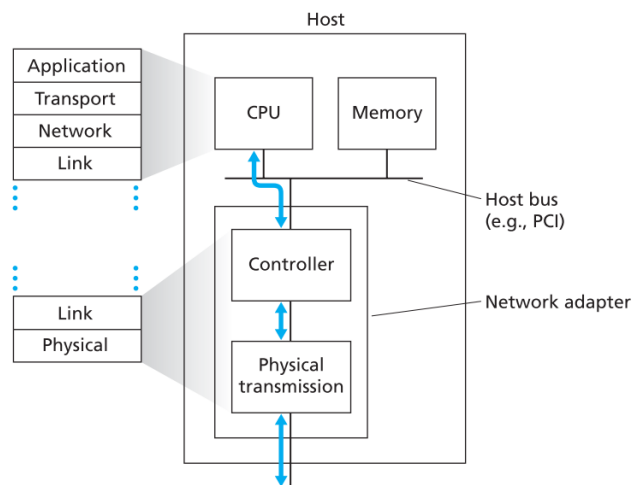 Host
Application
Transport
Network
Link
CPU
Memory
Host bus
(e.g., PCI)
Controller
Network adapter
Link
Physical
Physical
transmission